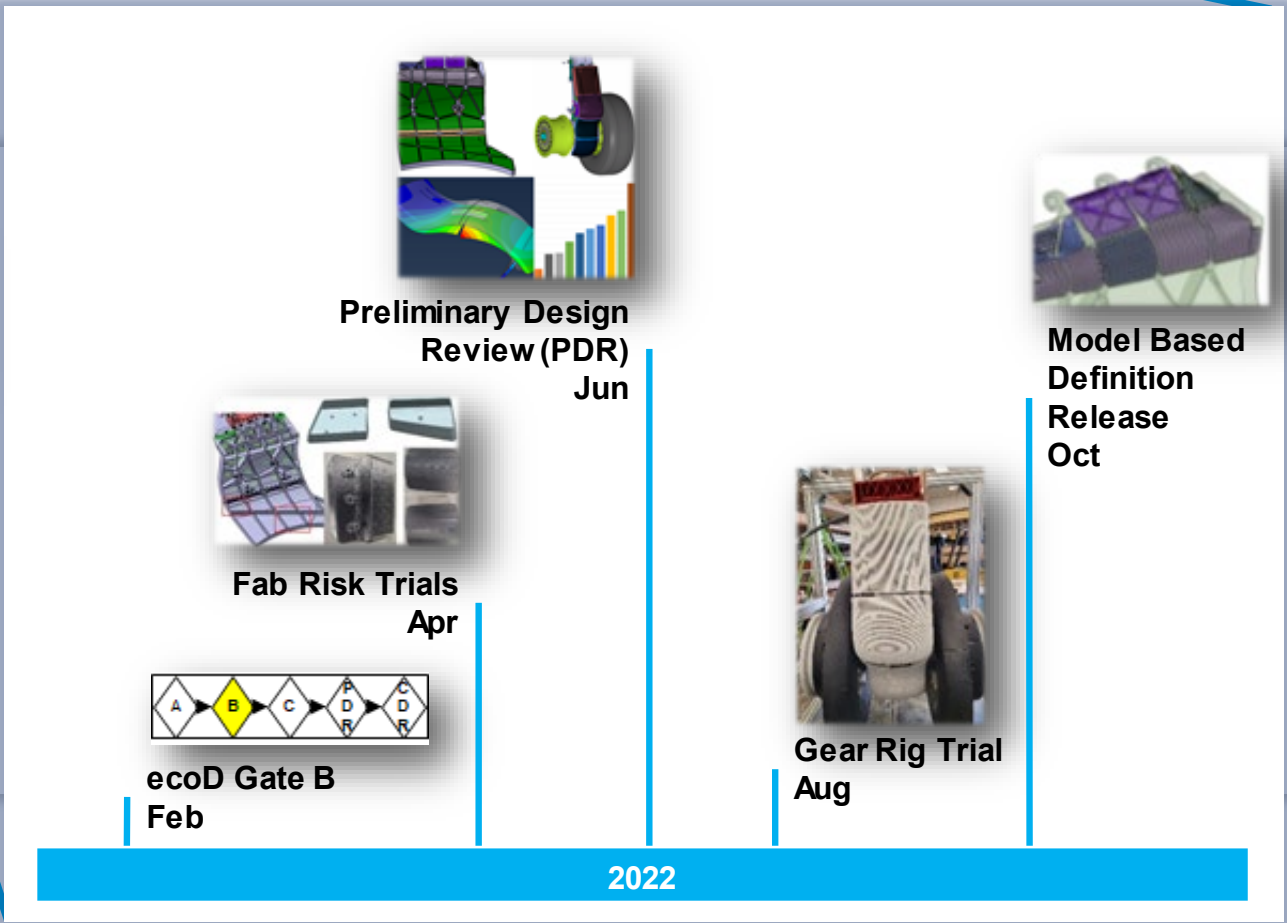 Preliminary Design
Review (PDR)
Jun
Model Based
Definition
Release
Oct
Fab Risk Trials
Apr
A B C PDR CDR
ecoD Gate B
Feb
Gear Rig Trial
Aug
2022